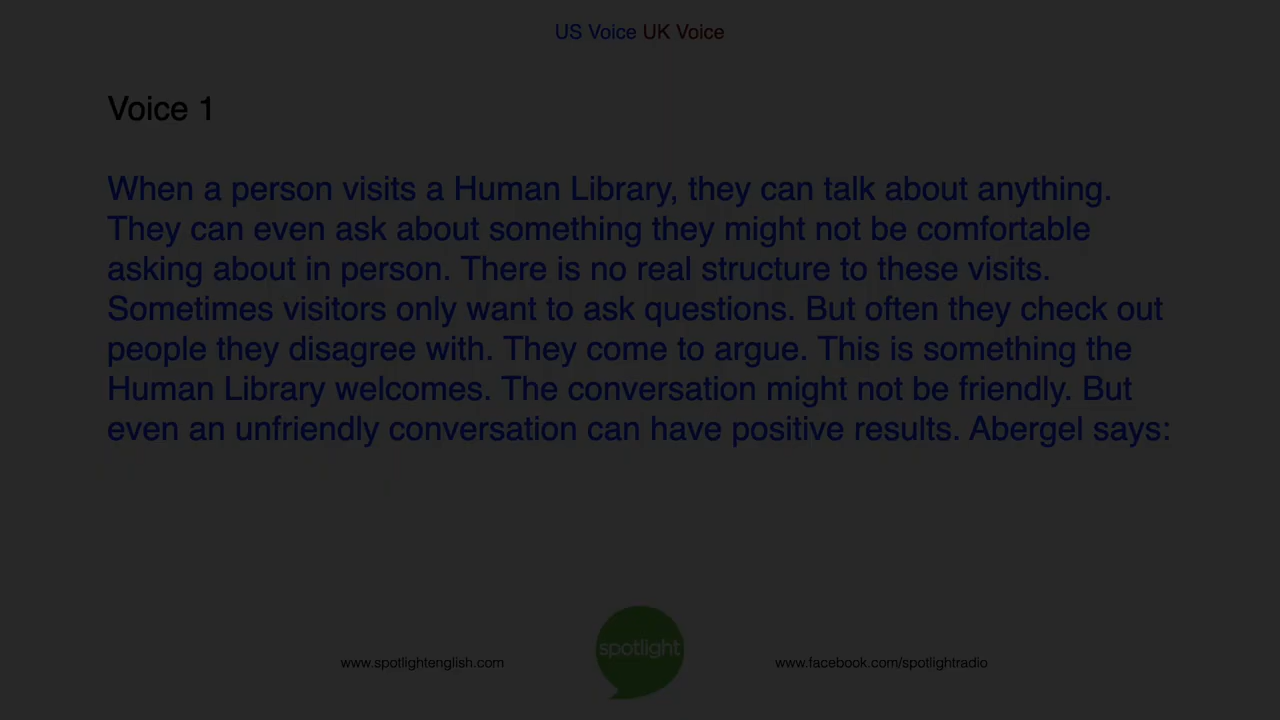 US Voice UK Voice
Voice 1
When a person visits a Human Library, they can talk about anything.
They can even ask about something they might not be comfortable
asking about in person. There is no real structure to these visits.
Sometimes visitors only want to ask questions. But often they check out
people they disagree with. They come to argue. This is something the
Human Library welcomes. The conversation might not be friendly. But
even an unfriendly conversation can have positive results. Abergel says:
spotlight
www.spotlightenglish.com
www.facebook.com/spotlightradio